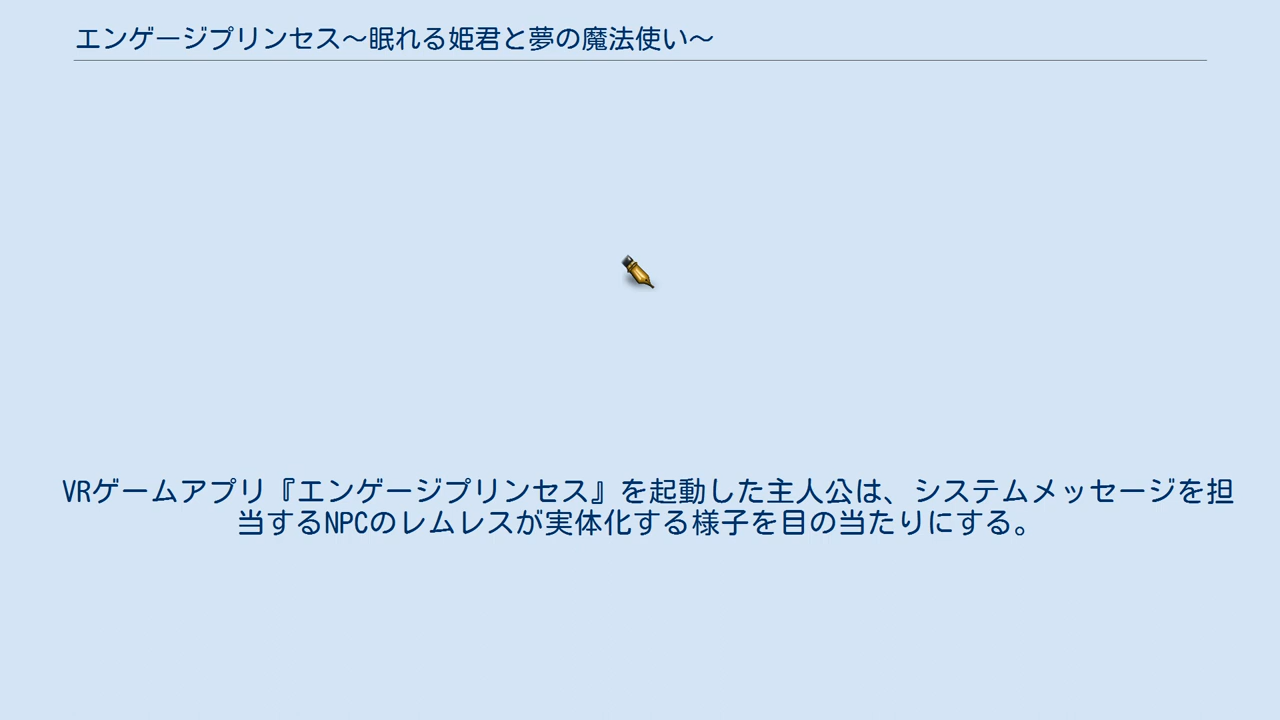 エンゲージプリンセス〜眠れる姫君と夢の魔法使い〜
VRゲームアプリ『エンゲージプリンセス』を起動した主人公は、システムメッセージを担
当するNPCのレムレスが実体化する様子を目の当たりにする。